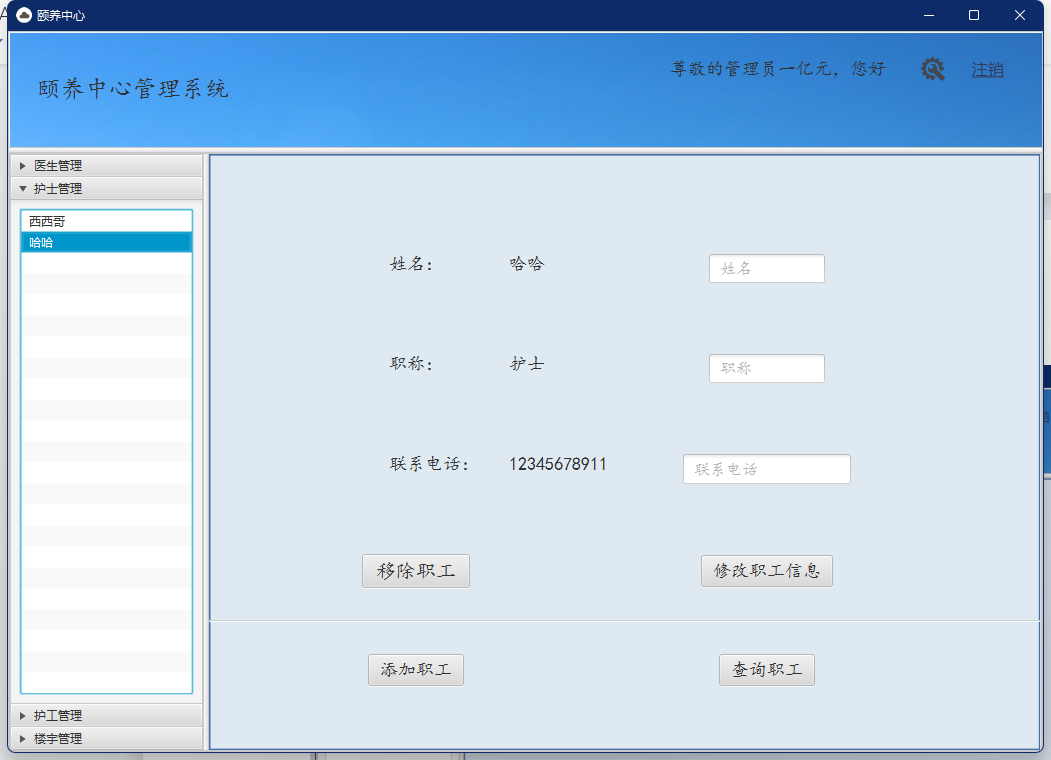 颐养中心
颐养中心管理系统
尊敬的管理员一亿元，您好
注销
医生管理
护士管理
西西哥
哈哈
护工管理
楼宇管理
姓名：
哈哈
姓名
职称：
护士
职称
联系电话：
12345678911
联系电话
移除职工
修改职工信息
添加职工
查询职工